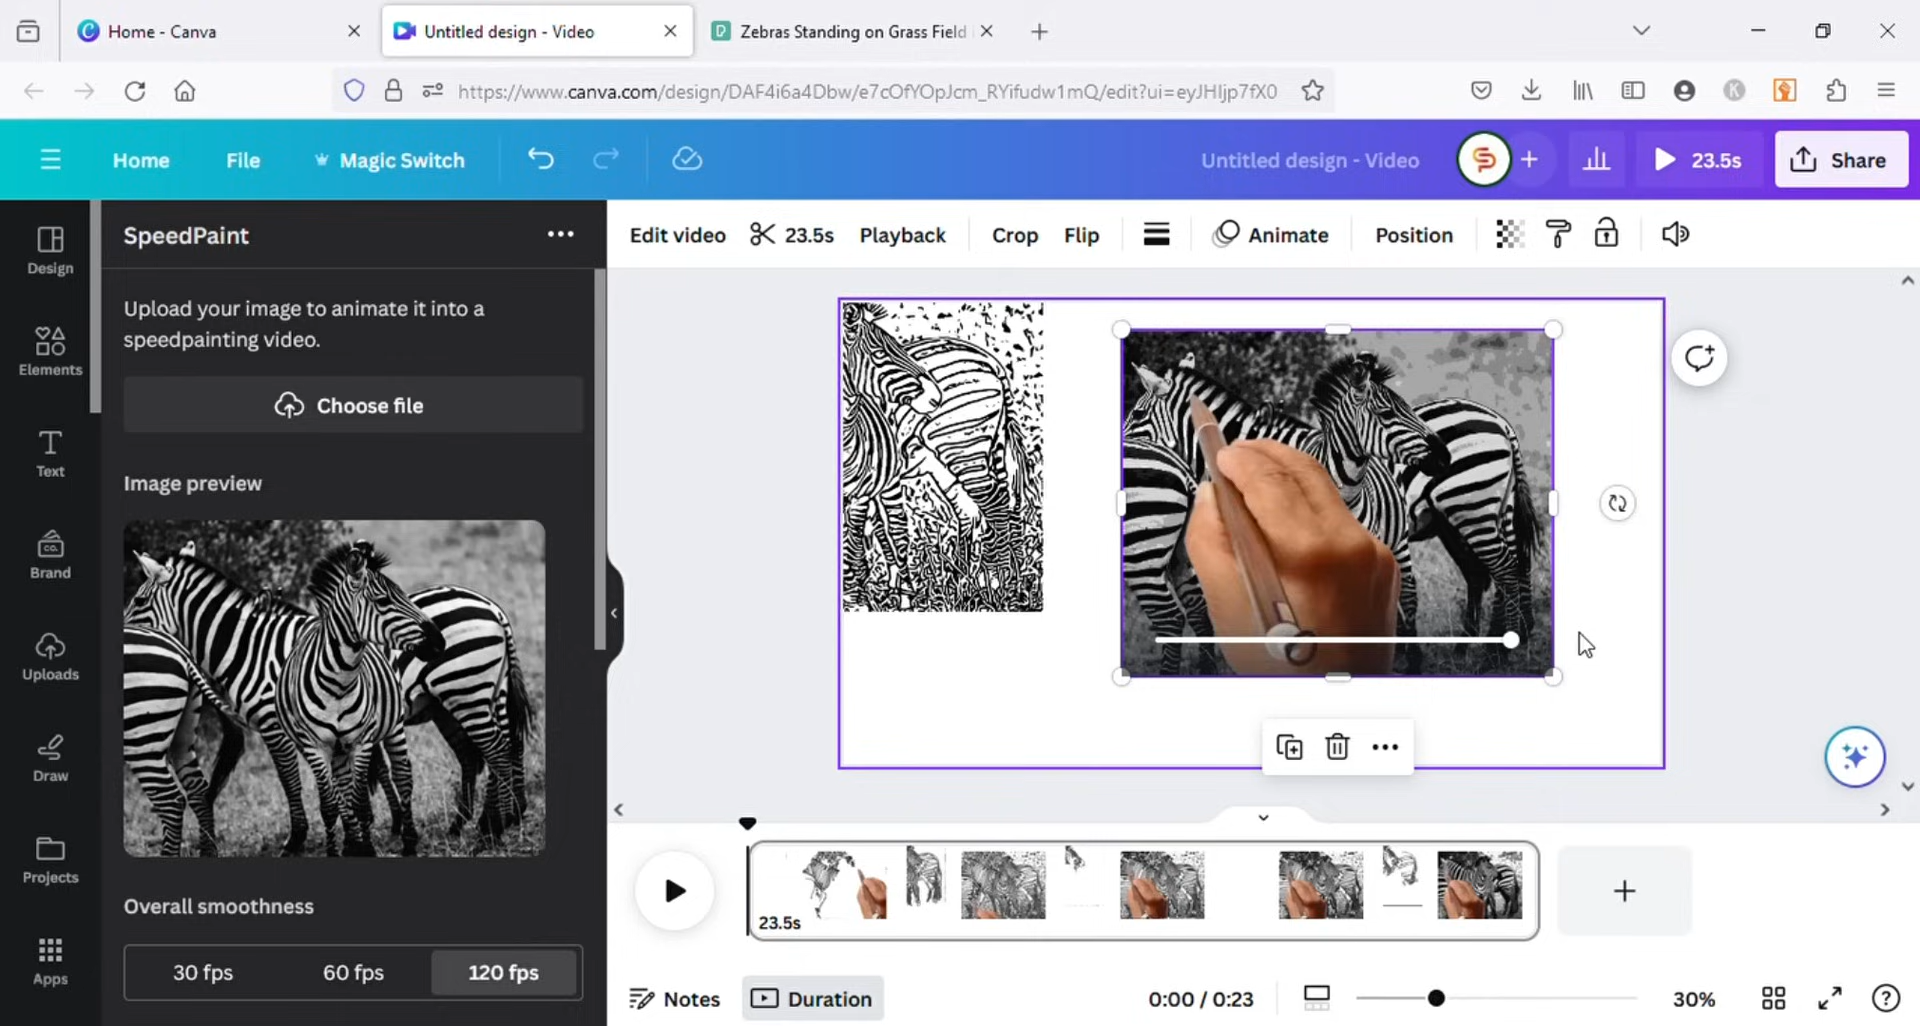 Home - Canva
Untitled design - Video
Zebras Standing on Grass Field
https://www.canva.com/design/DAF4i6a4Dbw/e7cOfYOpJcm_RYifudw1mQ/edit?ui=eyJHIjp7fX0
Home
File
Magic Switch
Untitled design - Video
23.5s
Share
Design
Elements
Text
Brand
Uploads
Draw
Projects
Apps
SpeedPaint
Upload your image to animate it into a
speedpainting video.
Choose file
Image preview
Overall smoothness
30 fps
60 fps
120 fps
Edit video
23.5s
Playback
Crop
Flip
Animate
Position
23.5s
Notes
Duration
0:00 / 0:23
30%